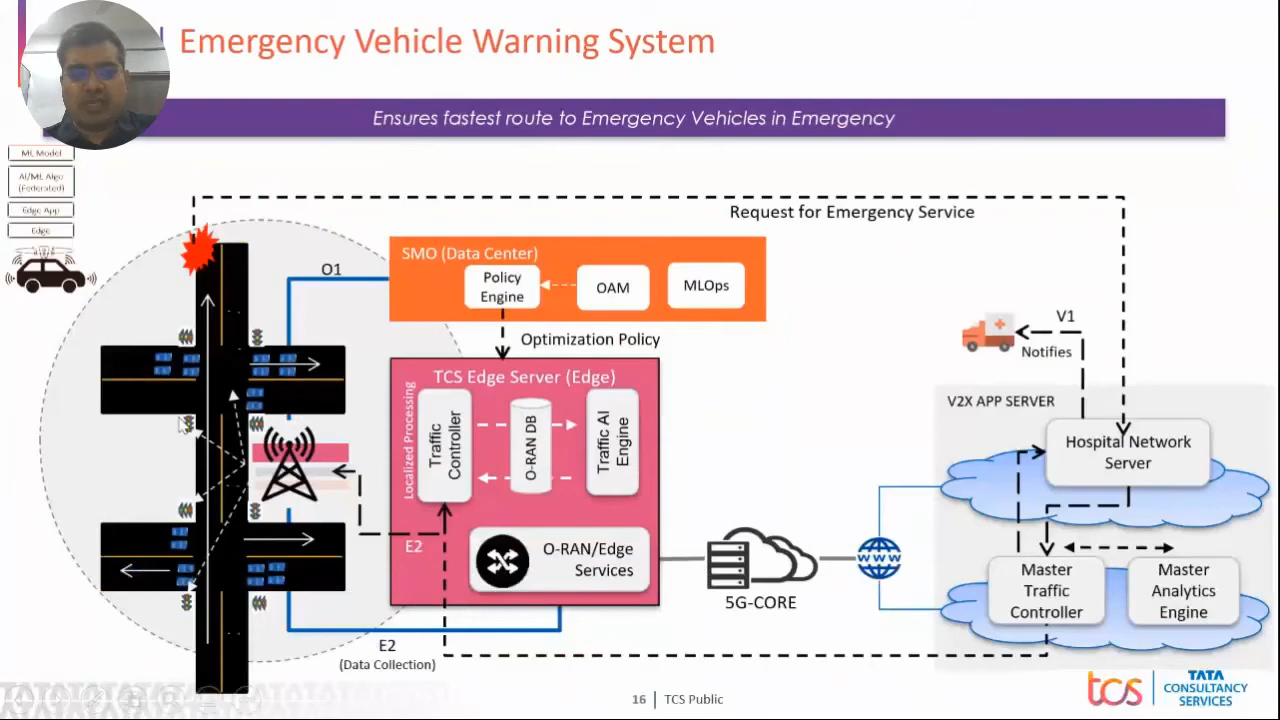 Emergency Vehicle Warning System
Ensures fastest route to Emergency Vehicles in Emergency
ML Model
AI/ML Algo
(Federated)
Edge App
Edge
Request for Emergency Service
O1
SMO (Data Center)
Policy
Engine
OAM
MLOps
Optimization Policy
V1
Notifies
TCS Edge Server (Edge)
Localized Processing
Traffic
Controller
O-RAN DB
Traffic AI
Engine
V2X APP SERVER
Hospital Network
Server
E2
O-RAN/Edge
Services
5G-CORE
WWW
Master
Traffic
Controller
Master
Analytics
Engine
E2
(Data Collection)
16 | TCS Public
tcs
TATA
CONSULTANCY
SERVICES